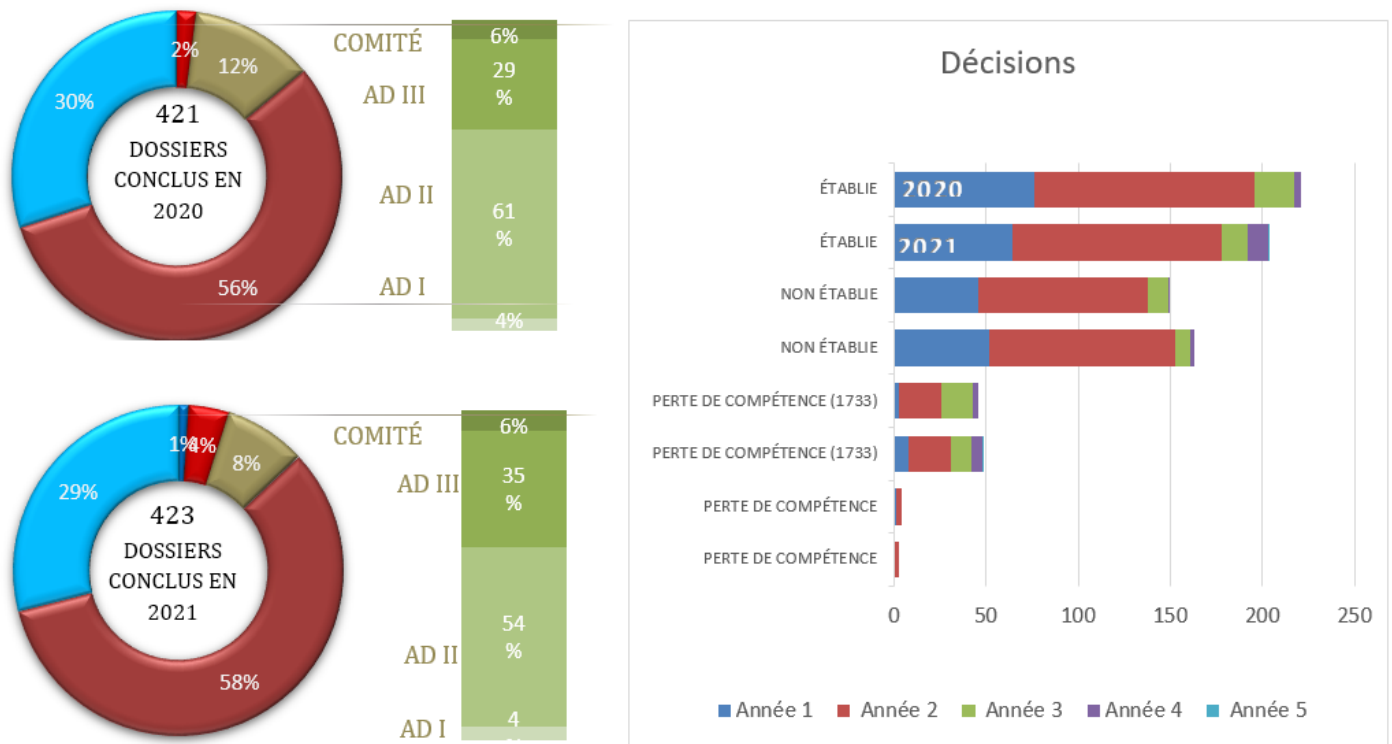 2%
12%
30%
56%
421
DOSSIERS
CONCLUS EN
2020
COMITÉ
AD III
AD II
AD I
6%
29
%
61
%
4%
1%
4%
8%
29%
58%
423
DOSSIERS
CONCLUS EN
2021
COMITÉ
AD III
AD II
AD I
6%
35
%
54
%
4
Décisions
ÉTABLIE
2020
ÉTABLIE
2021
NON ÉTABLIE
NON ÉTABLIE
PERTE DE COMPÉTENCE (1733)
PERTE DE COMPÉTENCE (1733)
PERTE DE COMPÉTENCE
PERTE DE COMPÉTENCE
0 50 100 150 200 250
Année 1 Année 2 Année 3 Année 4 Année 5